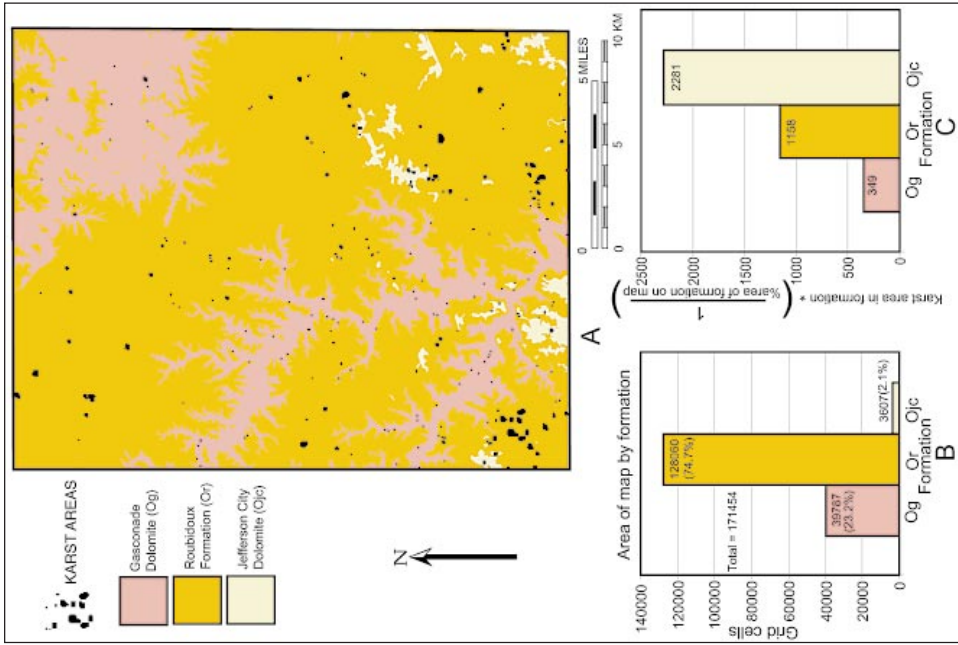 KARST AREAS
Gasconade
Dolomite (Og)
Roubidoux
Formation (Or)
Jefferson City
Dolomite (Ojc)
N
0
5 MILES
0
5
10 KM
A
Area of map by formation
140000
120000
100000
80000
60000
40000
20000
0
Grid cells
Total = 171454
39787
(23.2%)
128060
(74.7%)
3607(2.1%)
Og
Or
Ojc
Formation
B
Karst area in formation *
(
1
%area of formation on map
)
2500
2000
1500
1000
500
0
349
1158
2281
Og
Or
Ojc
Formation
C